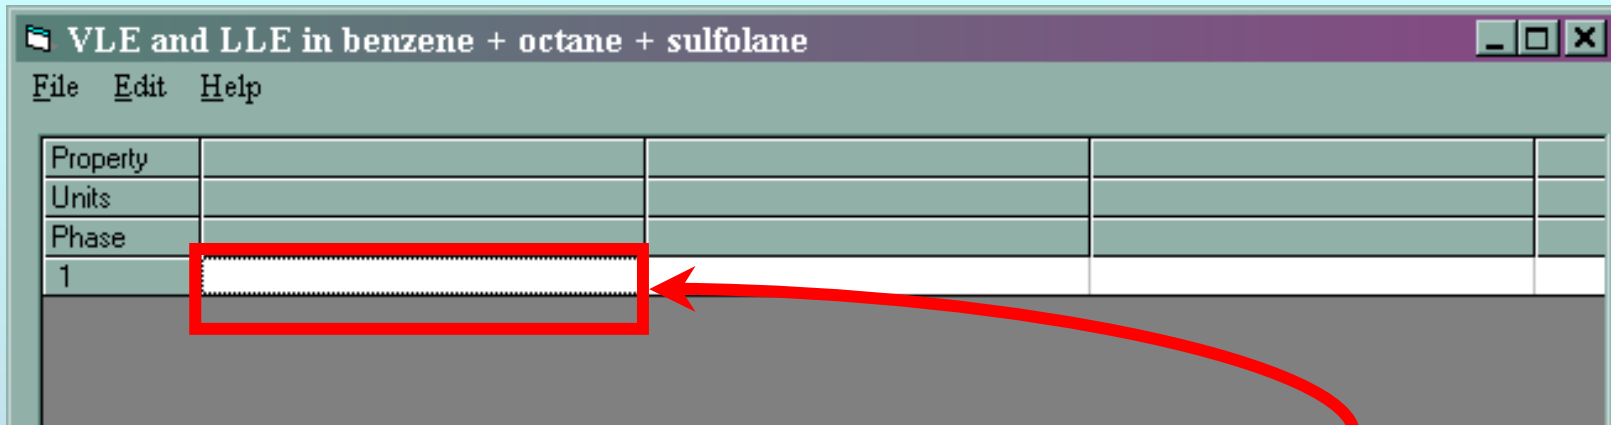 VLE and LLE in benzene + octane + sulfolane
File Edit Help
Property
Units
Phase
1